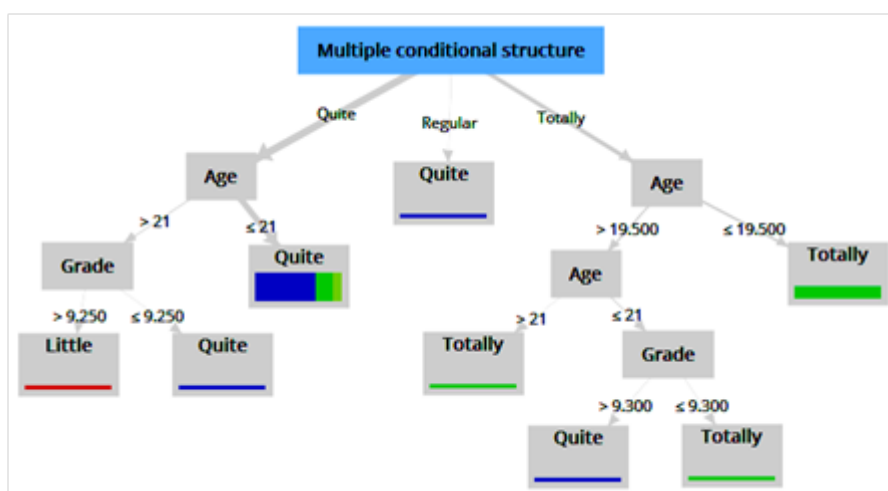 Multiple conditional structure
Quite
Regular
Totally
Age
Quite
Age
> 21
≤ 21
> 19.500
≤ 19.500
Grade
Quite
Age
Totally
> 9.250
≤ 9.250
> 21
≤ 21
Little
Quite
Totally
Grade
> 9.300
≤ 9.300
Quite
Totally